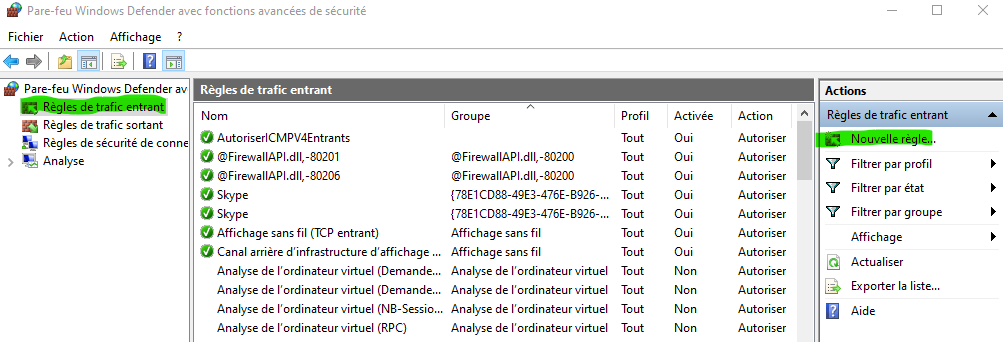 Pare-feu Windows Defender avec fonctions avancées de sécurité
Fichier Action Affichage ?
Pare-feu Windows Defender av
Règles de trafic entrant
Règles de trafic sortant
Règles de sécurité de conne
Analyse
Règles de trafic entrant
Nom Groupe Profil Activée Action
AutoriserICMPV4Entrants Tout Oui Autoriser
@FirewallAPI.dll,-80201 @FirewallAPI.dll,-80200 Tout Oui Autoriser
@FirewallAPI.dll,-80206 @FirewallAPI.dll,-80200 Tout Oui Autoriser
Skype {78E1CD88-49E3-476E-B926-... Tout Oui Autoriser
Skype {78E1CD88-49E3-476E-B926-... Tout Oui Autoriser
Affichage sans fil (TCP entrant) Affichage sans fil Tout Oui Autoriser
Canal arrière d'infrastructure d'affichage ... Affichage sans fil Tout Oui Autoriser
Analyse de l'ordinateur virtuel (Demande... Analyse de l'ordinateur virtuel Tout Non Autoriser
Analyse de l'ordinateur virtuel (Demande... Analyse de l'ordinateur virtuel Tout Non Autoriser
Analyse de l'ordinateur virtuel (NB-Sessio... Analyse de l'ordinateur virtuel Tout Non Autoriser
Analyse de l'ordinateur virtuel (RPC) Analyse de l'ordinateur virtuel Tout Non Autoriser
Actions
Règles de trafic entrant
Nouvelle règle...
Filtrer par profil
Filtrer par état
Filtrer par groupe
Affichage
Actualiser
Exporter la liste...
Aide